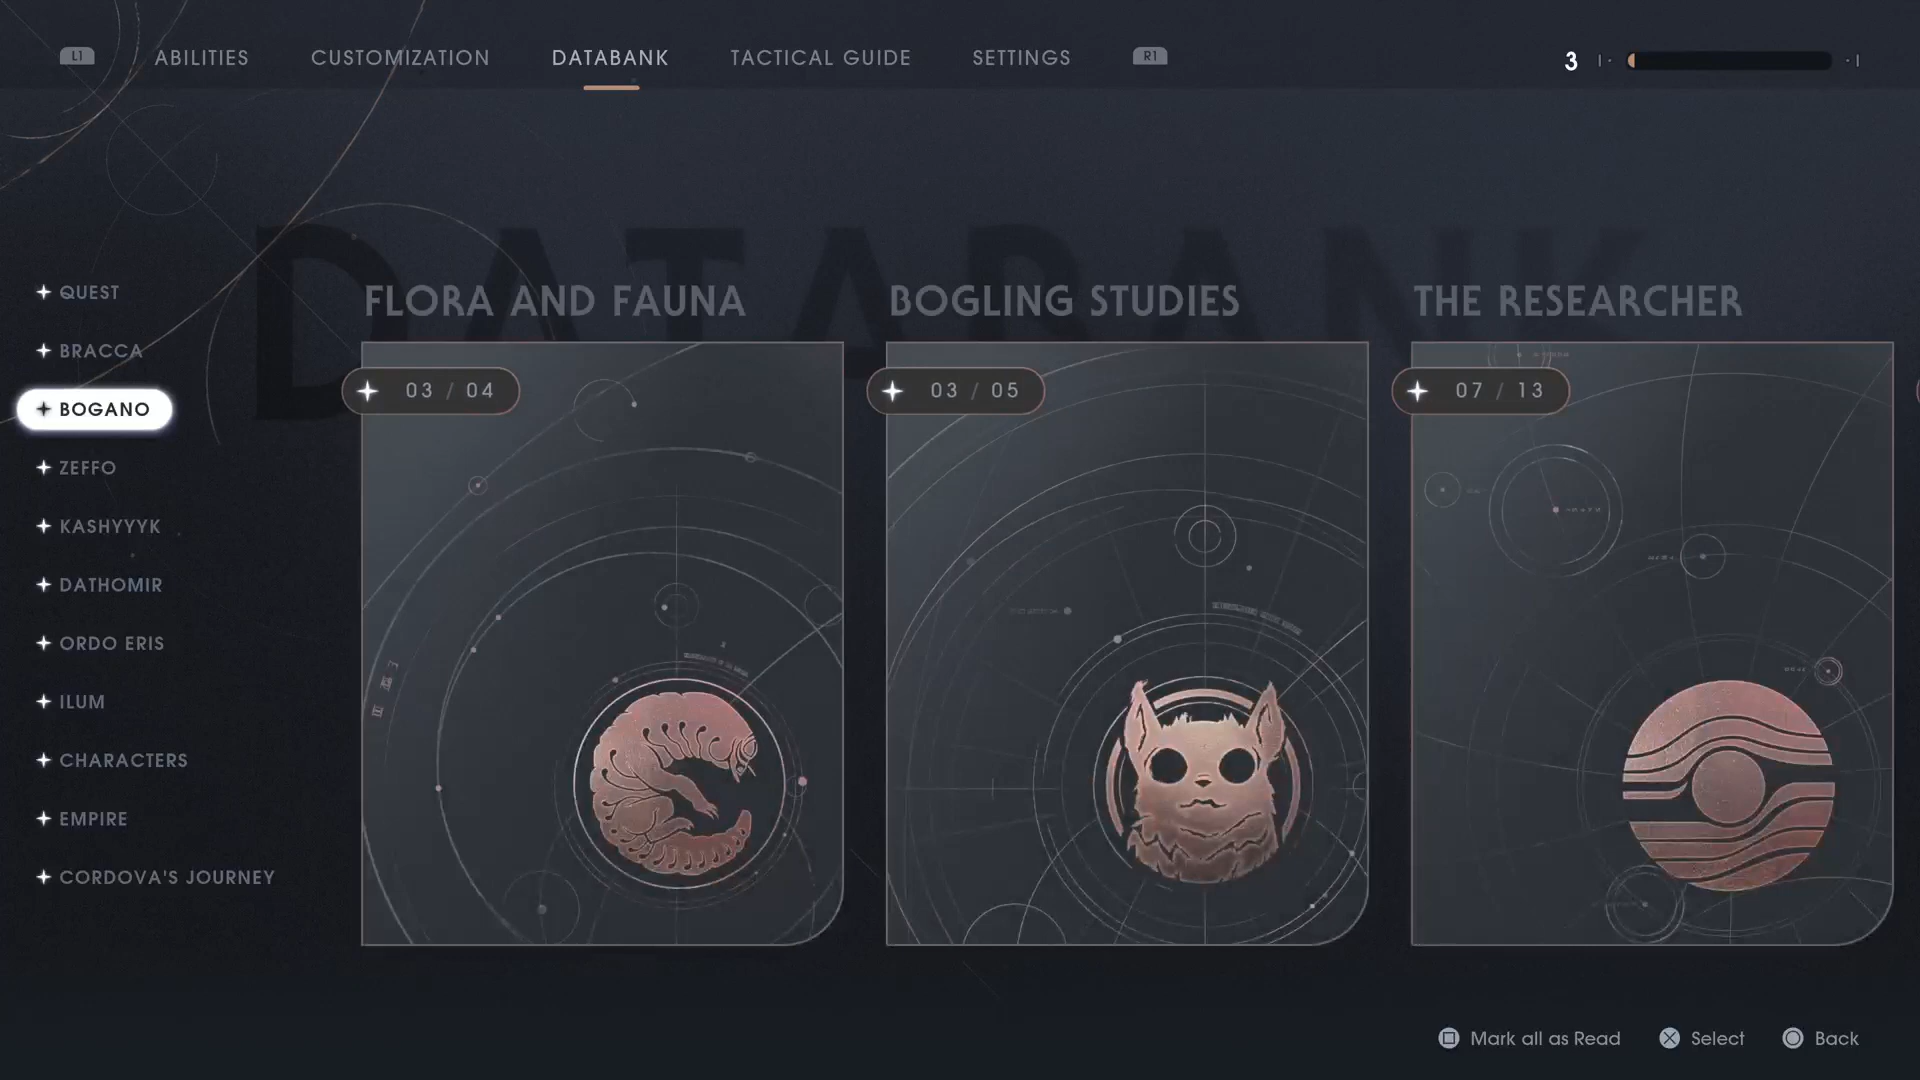 L1 ABILITIES CUSTOMIZATION DATABANK TACTICAL GUIDE SETTINGS R1 3
DATABANK
QUEST
BRACCA
BOGANO
ZEFFO
KASHYYYK
DATHOMIR
ORDO ERIS
ILUM
CHARACTERS
EMPIRE
CORDOVA'S JOURNEY
FLORA AND FAUNA
03 / 04
BOGLING STUDIES
03 / 05
THE RESEARCHER
07 / 13
Mark all as Read Select Back